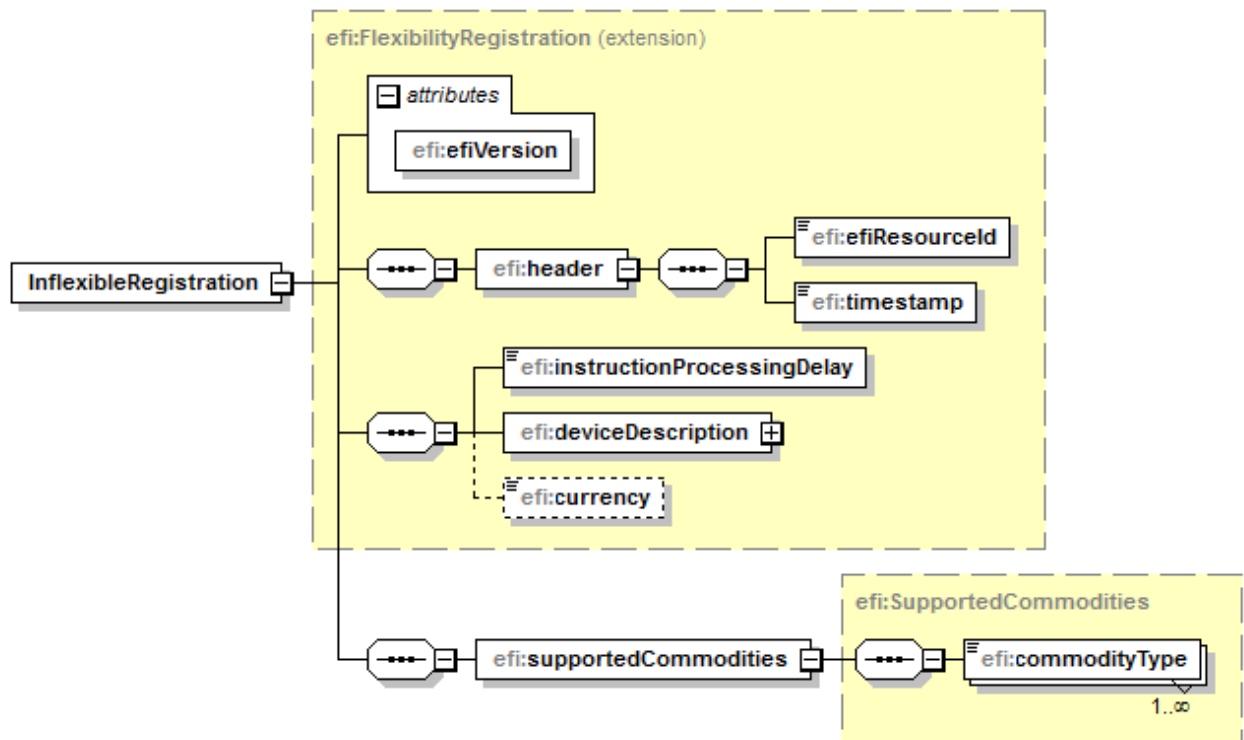 efi:FlexibilityRegistration (extension)
attributes
efi:efiVersion
efi:efiResourceId
efi:header
InflexibleRegistration
efi:timestamp
efi:instructionProcessingDelay
efi:deviceDescription
efi:currency
efi:SupportedCommodities
efi:supportedCommodities
efi:commodityType
1..∞